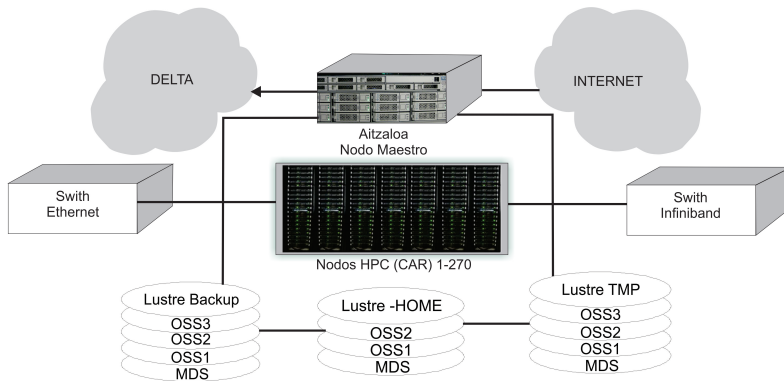 DELTA
INTERNET
Aitzaloa
Nodo Maestro
Swith
Ethernet
Swith
Infiniband
Nodos HPC (CAR) 1-270
Lustre Backup
OSS3
OSS2
OSS1
MDS
Lustre -HOME
OSS2
OSS1
MDS
Lustre TMP
OSS3
OSS2
OSS1
MDS